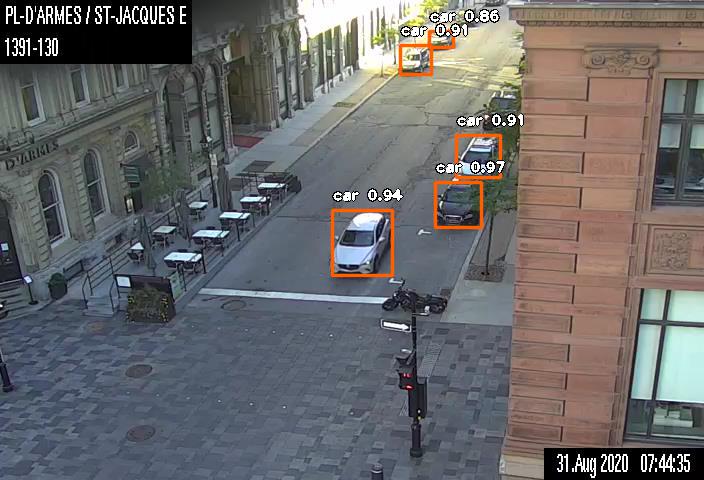 PL-D'ARMES / ST-JACQUES E
1391-130
car 0.86
car 0.91
car 0.91
car 0.97
car 0.94
D'ARMES
31.Aug 2020 07:44:35